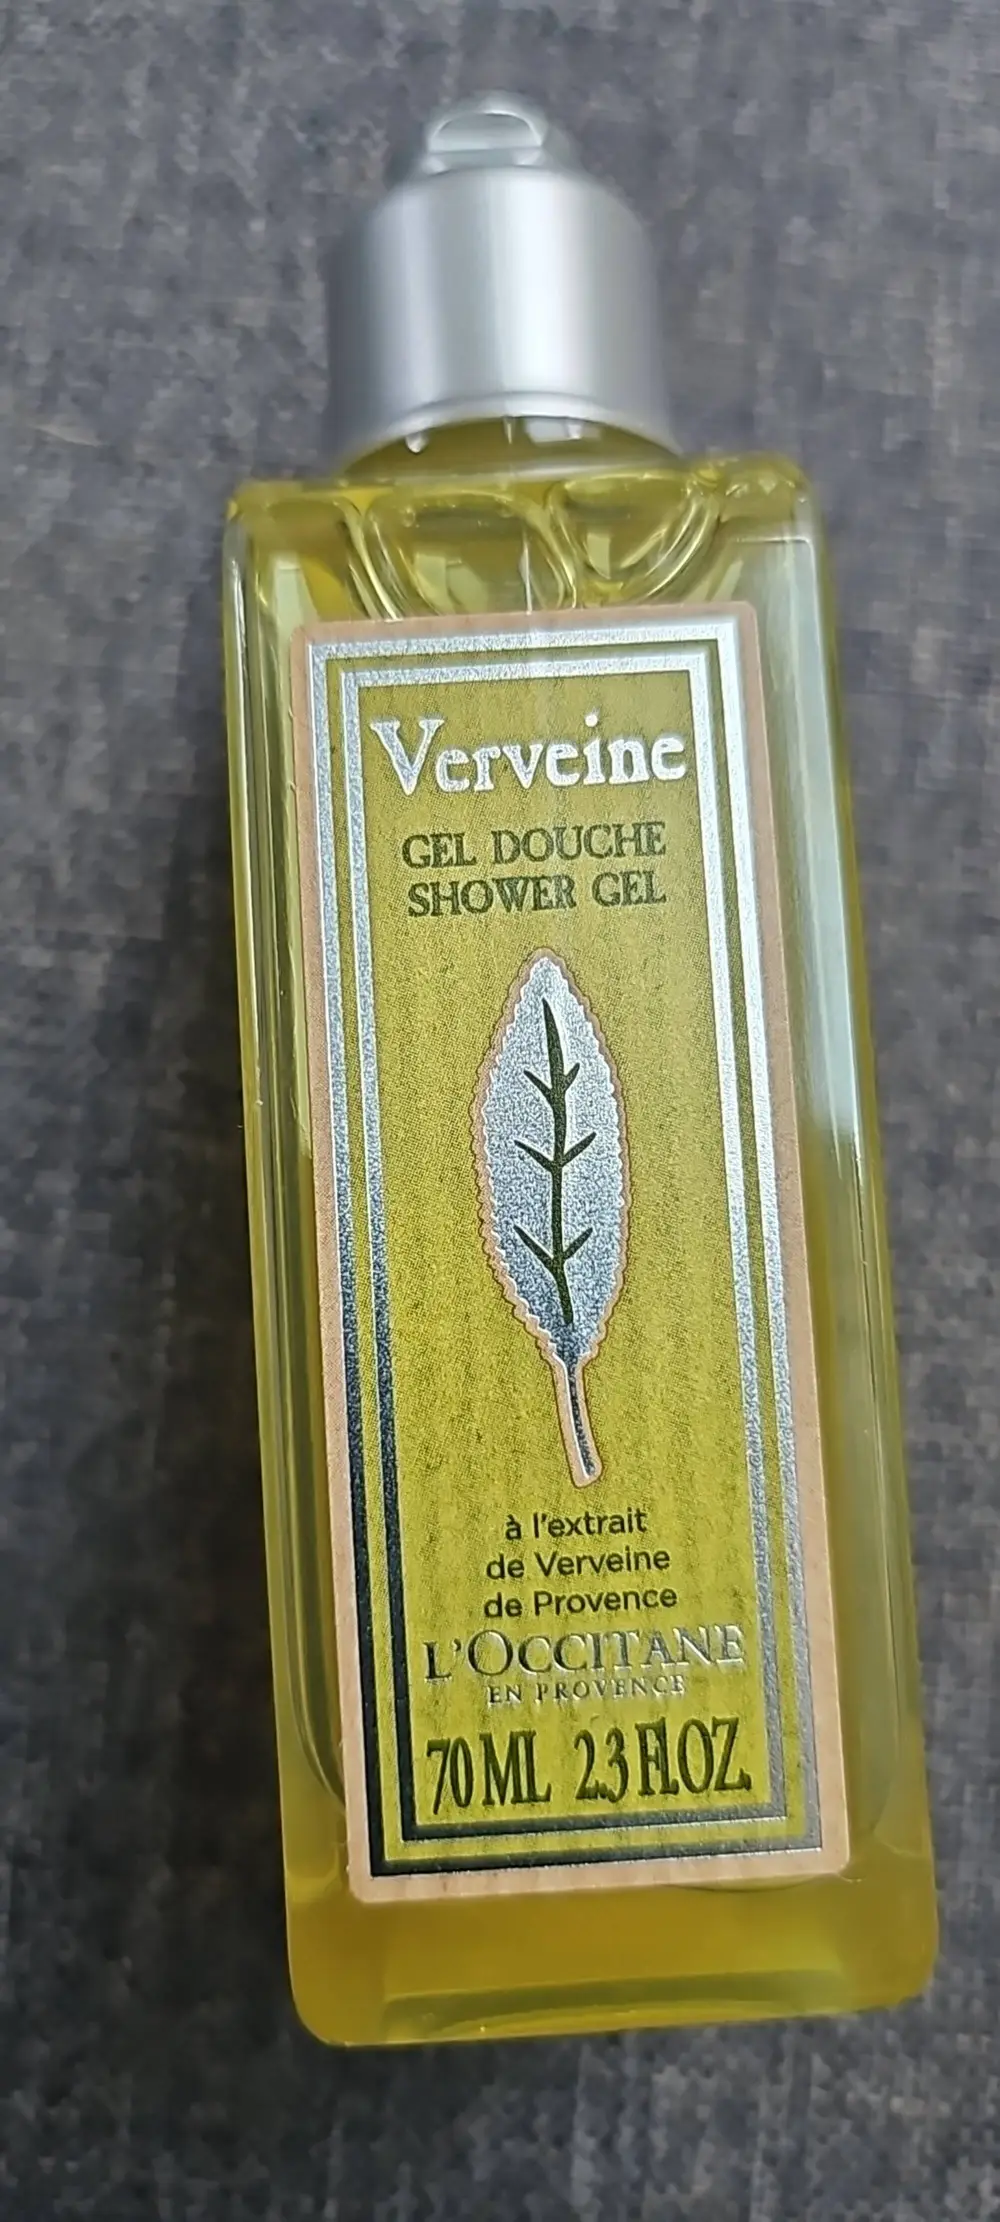 Verveine
GEL DOUCHE
SHOWER GEL
à l'extrait
de Verveine
de Provence
L'OCCITANE
EN PROVENCE
70 ML 2.3 FL.OZ.